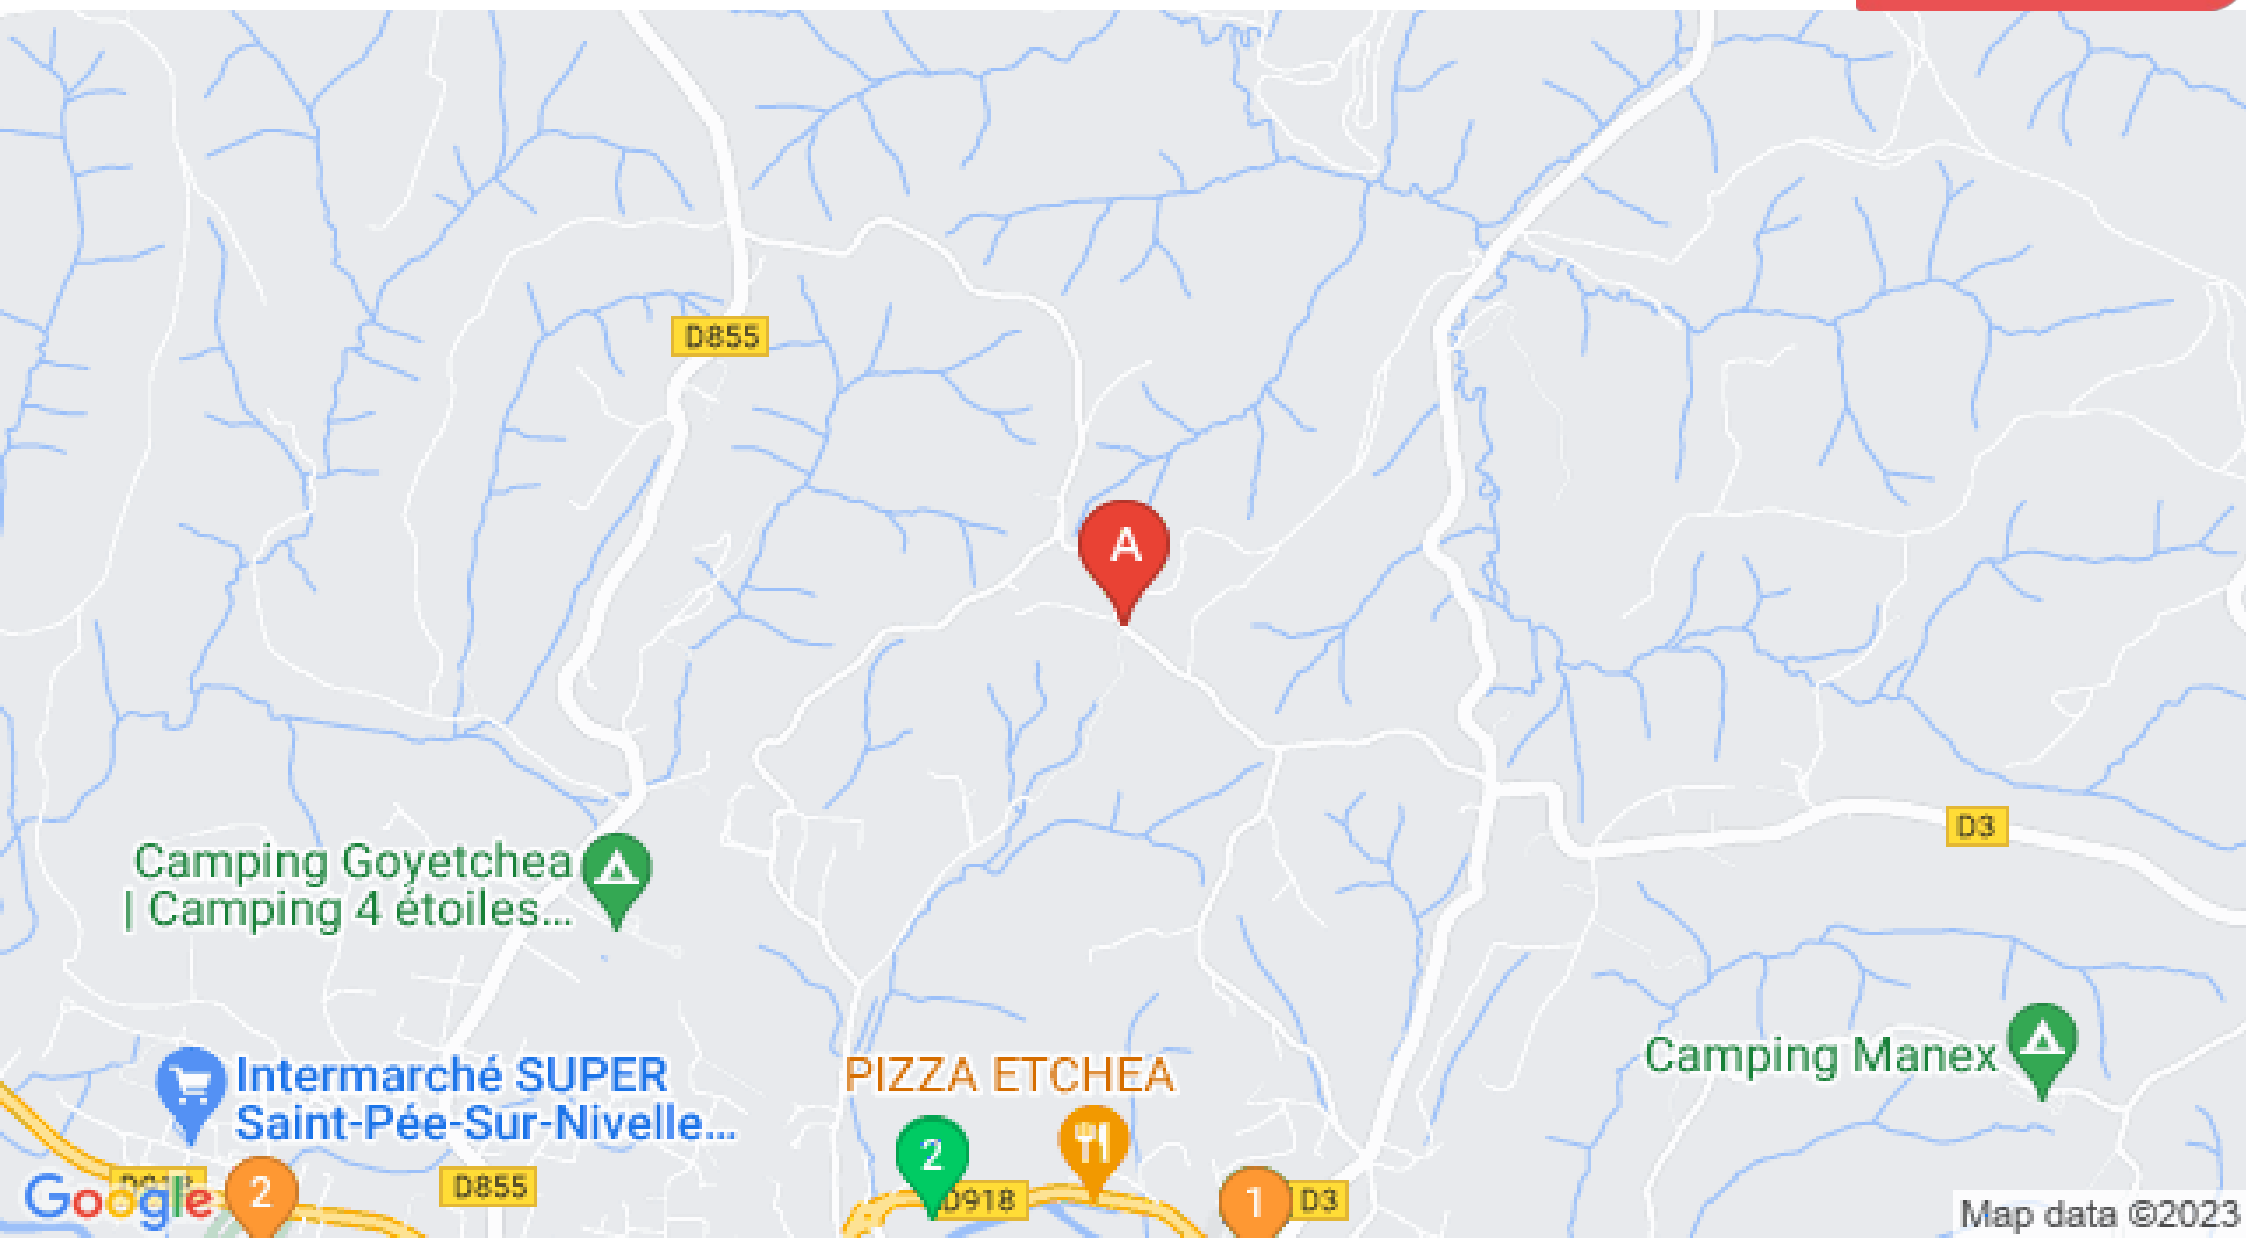 D855
A
D3
Camping Goyetchea
| Camping 4 étoiles...
Camping Manex
Intermarché SUPER
Saint-Pée-Sur-Nivelle...
PIZZA ETCHEA
2
D918
2
D855
D918
1
D3
Google
Map data ©2023